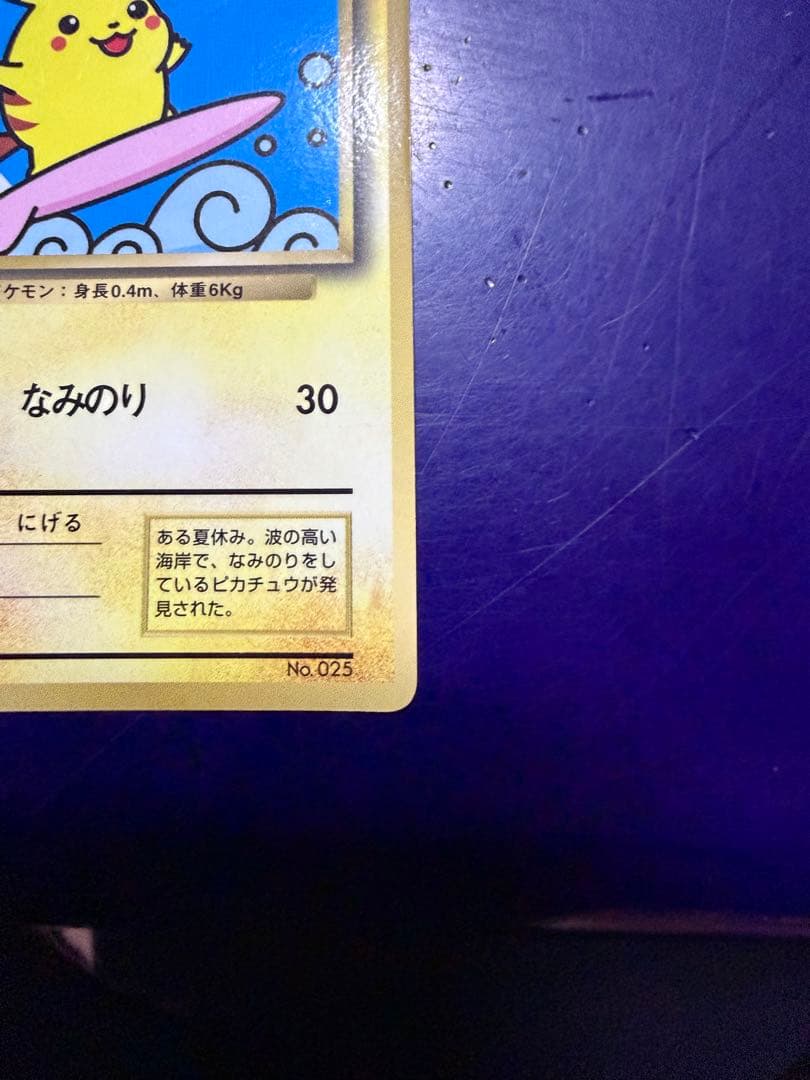 ケモン：身長0.4m、体重6Kg
なみのり 30
にげる
ある夏休み。波の高い
海岸で、なみのりをし
ているピカチュウが発
見された。
No.025